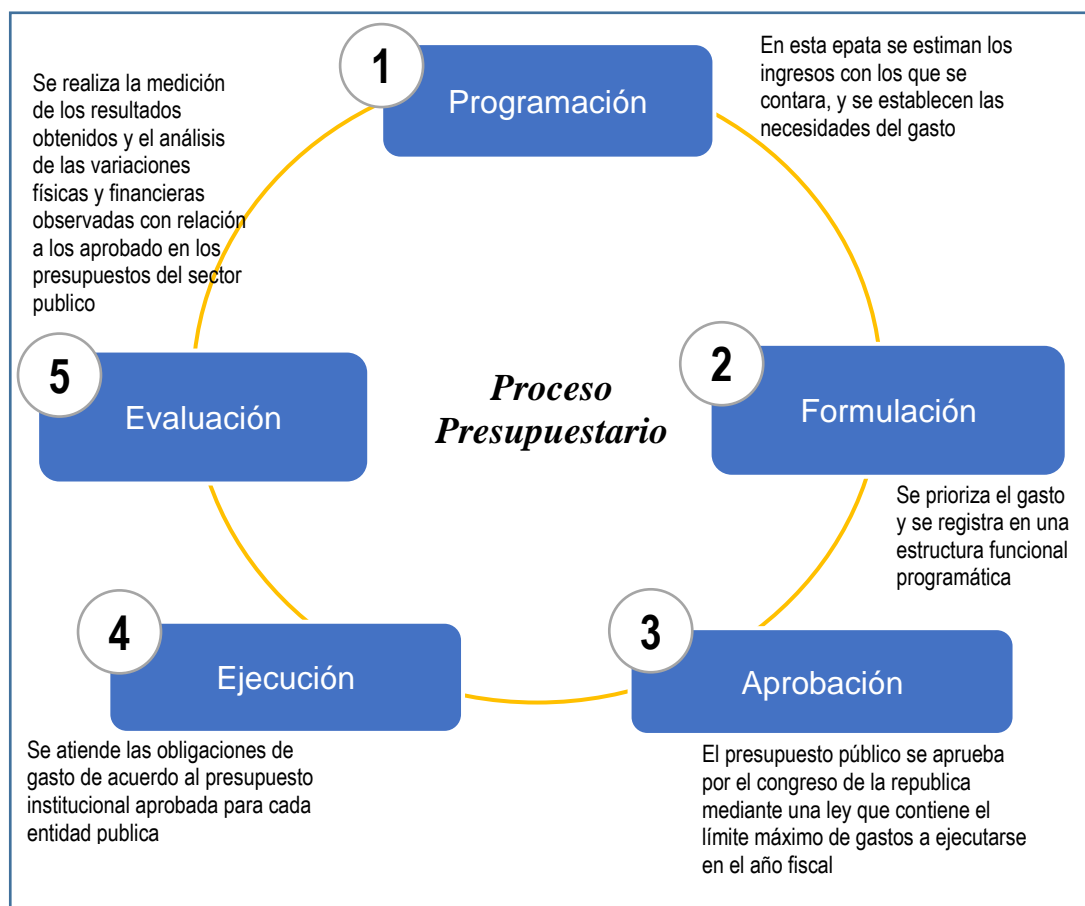 Proceso
Presupuestario
1
Programación
En esta epata se estiman los
ingresos con los que se
contara, y se establecen las
necesidades del gasto
2
Formulación
Se prioriza el gasto
y se registra en una
estructura funcional
programática
3
Aprobación
El presupuesto público se aprueba
por el congreso de la republica
mediante una ley que contiene el
límite máximo de gastos a ejecutarse
en el año fiscal
4
Ejecución
Se atiende las obligaciones de
gasto de acuerdo al presupuesto
institucional aprobada para cada
entidad publica
5
Evaluación
Se realiza la medición
de los resultados
obtenidos y el análisis
de las variaciones
físicas y financieras
observadas con relación
a los aprobado en los
presupuestos del sector
publico